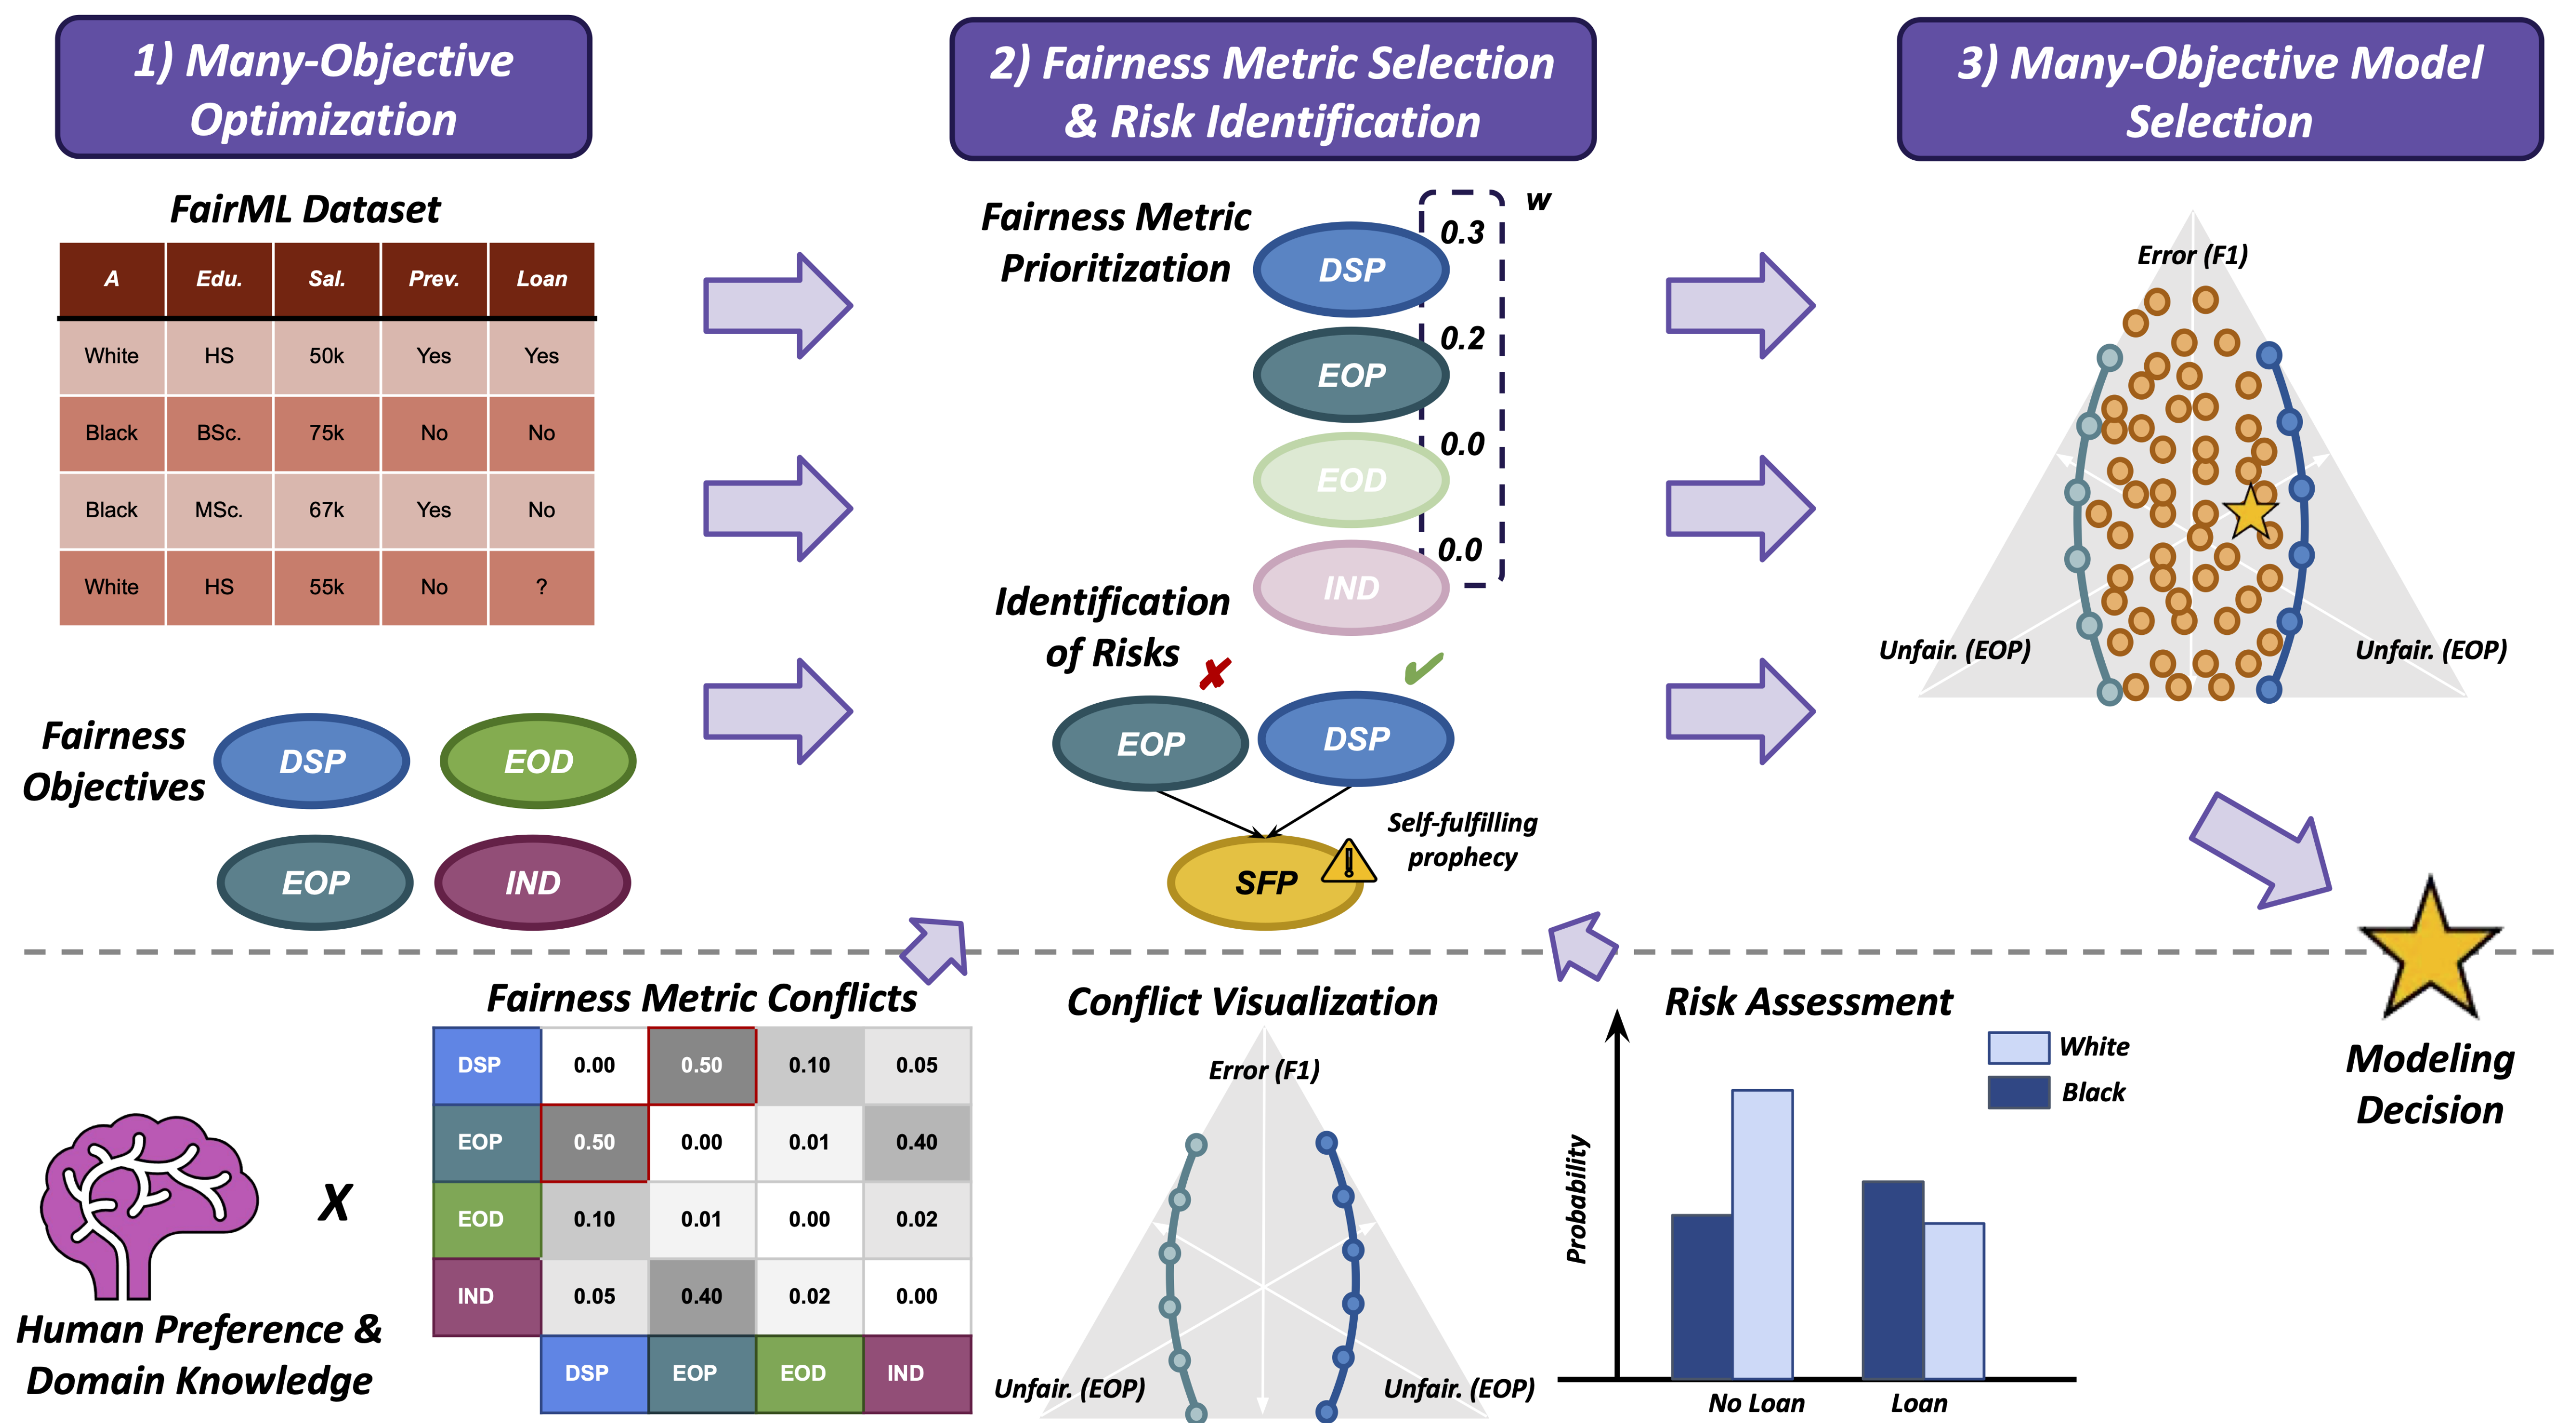 1) Many-Objective
Optimization
2) Fairness Metric Selection
& Risk Identification
3) Many-Objective Model
Selection
FairML Dataset
A Edu. Sal. Prev. Loan
White HS 50k Yes Yes
Black BSc. 75k No No
Black MSc. 67k Yes No
White HS 55k No ?
Fairness
Objectives
DSP
EOD
EOP
IND
Fairness Metric
Prioritization
w
0.3
DSP
0.2
EOP
0.0
EOD
0.0
IND
Identification
of Risks
EOP
DSP
SFP
Self-fulfilling
prophecy
Error (F1)
Unfair. (EOP)
Unfair. (EOP)
Human Preference &
Domain Knowledge
X
Fairness Metric Conflicts
DSP 0.00 0.50 0.10 0.05
EOP 0.50 0.00 0.01 0.40
EOD 0.10 0.01 0.00 0.02
IND 0.05 0.40 0.02 0.00
DSP EOP EOD IND
Conflict Visualization
Error (F1)
Unfair. (EOP)
Unfair. (EOP)
Risk Assessment
White
Black
Probability
No Loan
Loan
Modeling
Decision